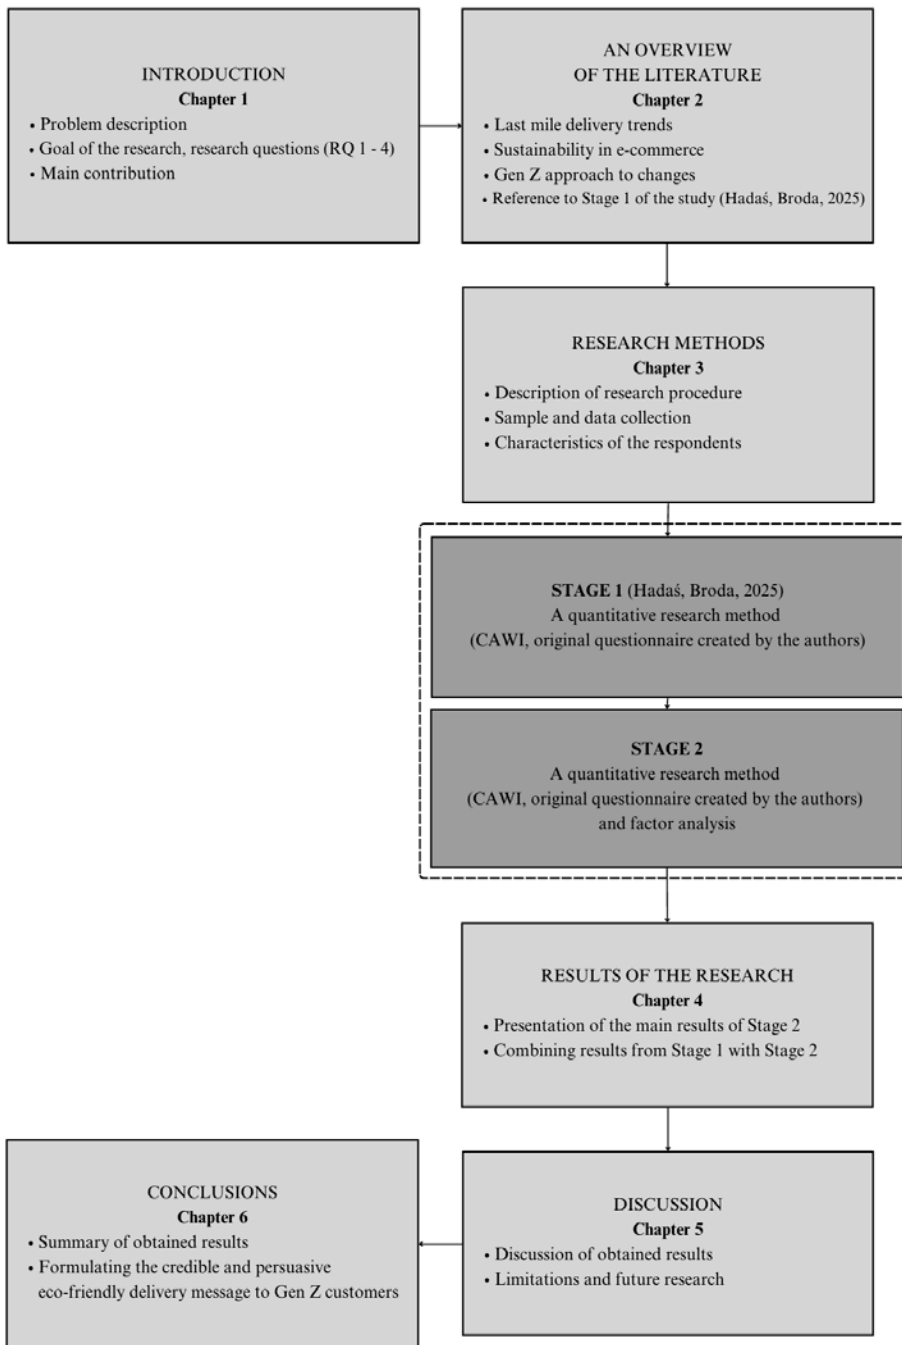 INTRODUCTION
Chapter 1
• Problem description
• Goal of the research, research questions (RQ 1 - 4)
• Main contribution
AN OVERVIEW
OF THE LITERATURE
Chapter 2
• Last mile delivery trends
• Sustainability in e-commerce
• Gen Z approach to changes
• Reference to Stage 1 of the study (Hadaś, Broda, 2025)
RESEARCH METHODS
Chapter 3
• Description of research procedure
• Sample and data collection
• Characteristics of the respondents
STAGE 1 (Hadaś, Broda, 2025)
A quantitative research method
(CAWI, original questionnaire created by the authors)
STAGE 2
A quantitative research method
(CAWI, original questionnaire created by the authors)
and factor analysis
RESULTS OF THE RESEARCH
Chapter 4
• Presentation of the main results of Stage 2
• Combining results from Stage 1 with Stage 2
DISCUSSION
Chapter 5
• Discussion of obtained results
• Limitations and future research
CONCLUSIONS
Chapter 6
• Summary of obtained results
• Formulating the credible and persuasive
eco-friendly delivery message to Gen Z customers